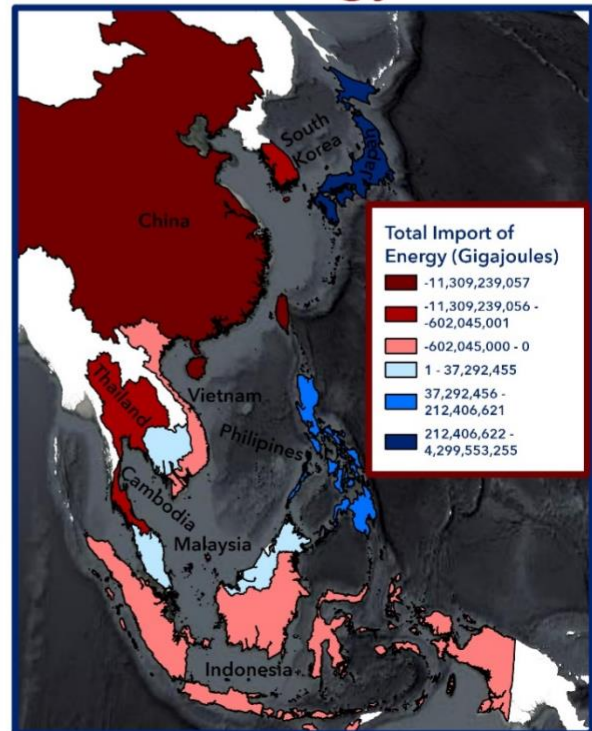 South
Korea
Japan
China
Total Import of
Energy (Gigajoules)
-11,309,239,057
-11,309,239,056 -
-602,045,001
-602,045,000 - 0
1 - 37,292,455
37,292,456 -
212,406,621
212,406,622 -
4,299,553,255
Thailand
Vietnam
Philipines
Cambodia
Malaysia
Indonesia